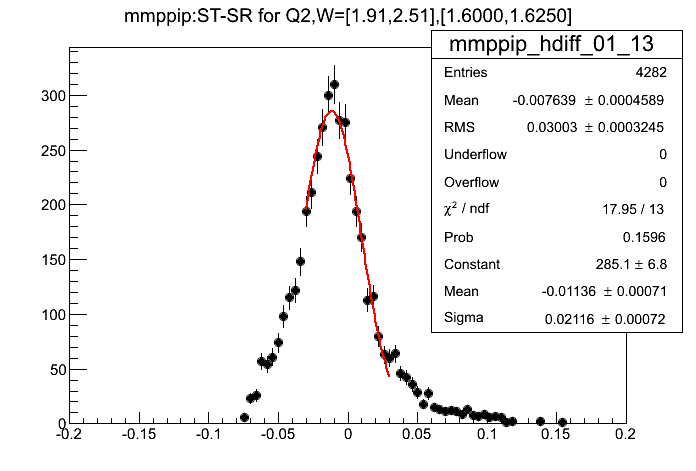 mmppip:ST-SR for Q2,W=[1.91,2.51],[1.6000,1.6250]
mmppip_hdiff_01_13
Entries 4282
Mean -0.007639 ± 0.0004589
RMS 0.03003 ± 0.0003245
Underflow 0
Overflow 0
χ² / ndf 17.95 / 13
Prob 0.1596
Constant 285.1 ± 6.8
Mean -0.01136 ± 0.00071
Sigma 0.02116 ± 0.00072
300
250
200
150
100
50
0
-0.2 -0.15 -0.1 -0.05 0 0.05 0.1 0.15 0.2